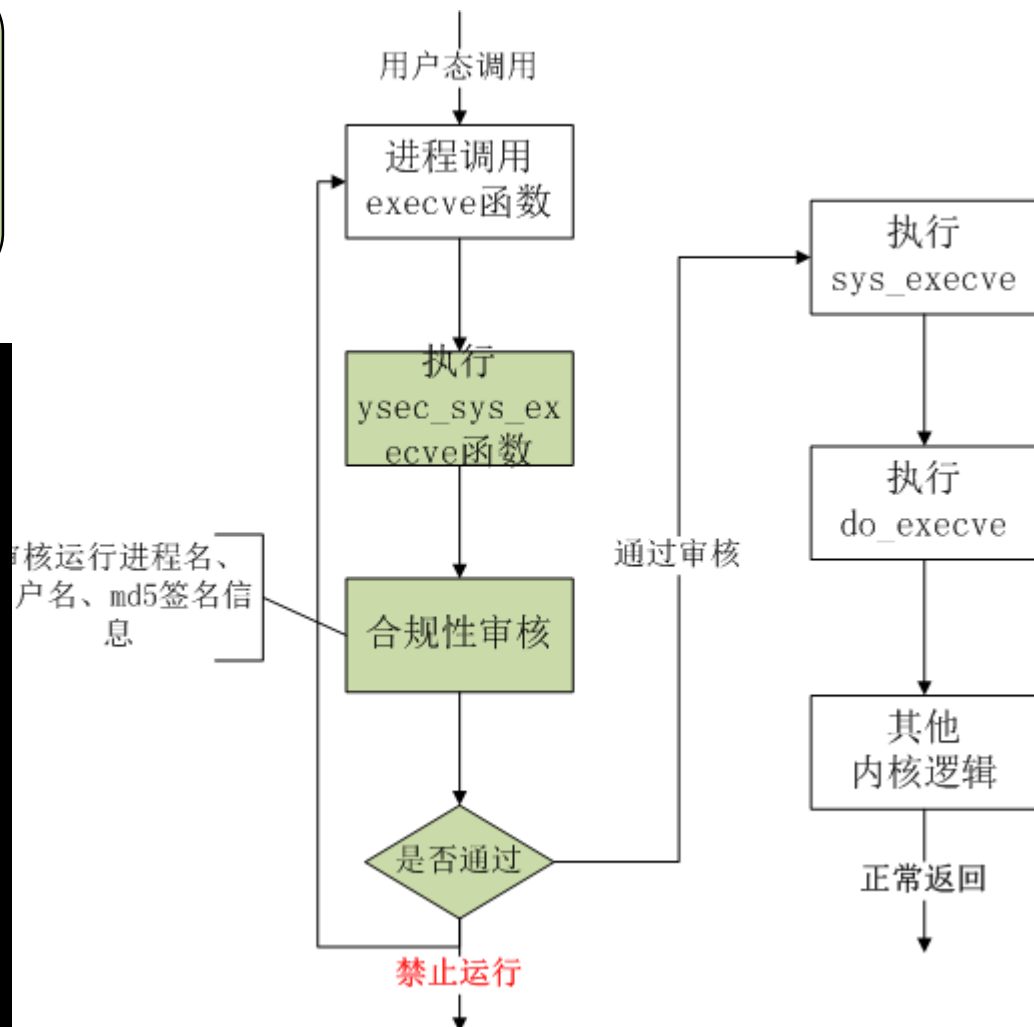 用户态调用
进程调用
execve函数
执行
ysec_sys_ex
ecve函数
核运行进程名、
户名、md5签名信
息
合规性审核
是否通过
禁止运行
通过审核
执行
sys_execve
执行
do_execve
其他
内核逻辑
正常返回